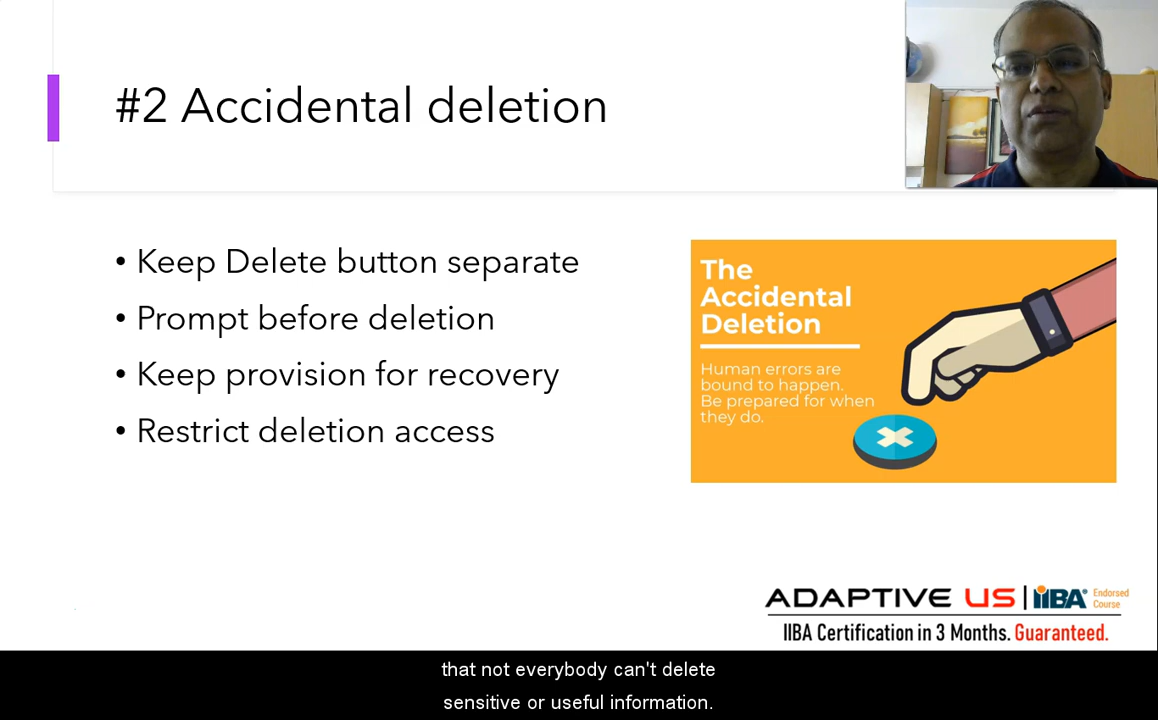 #2 Accidental deletion
• Keep Delete button separate
• Prompt before deletion
• Keep provision for recovery
• Restrict deletion access
The
Accidental
Deletion
Human errors are
bound to happen.
Be prepared for when
they do.
ADAPTIVE US | IIBA® Endorsed
Course
IIBA Certification in 3 Months. Guaranteed.
that not everybody can't delete
sensitive or useful information.